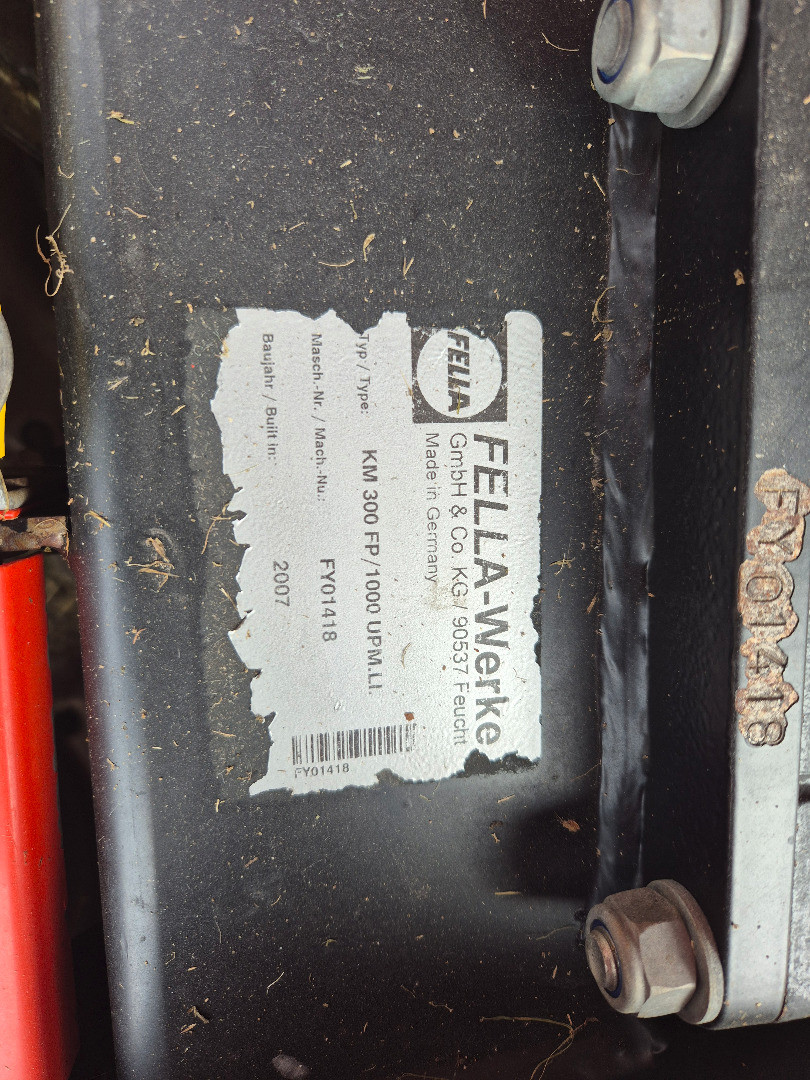 FELLA
FELLA-Werke
GmbH & Co. KG / 90537 Feucht
Made in Germany
Typ / Type: KM 300 FP / 1000 UPM.LI.
Masch.-Nr. / Mach.-Nu.: FY01418
Baujahr / Built in: 2007
FY01418
FY01418